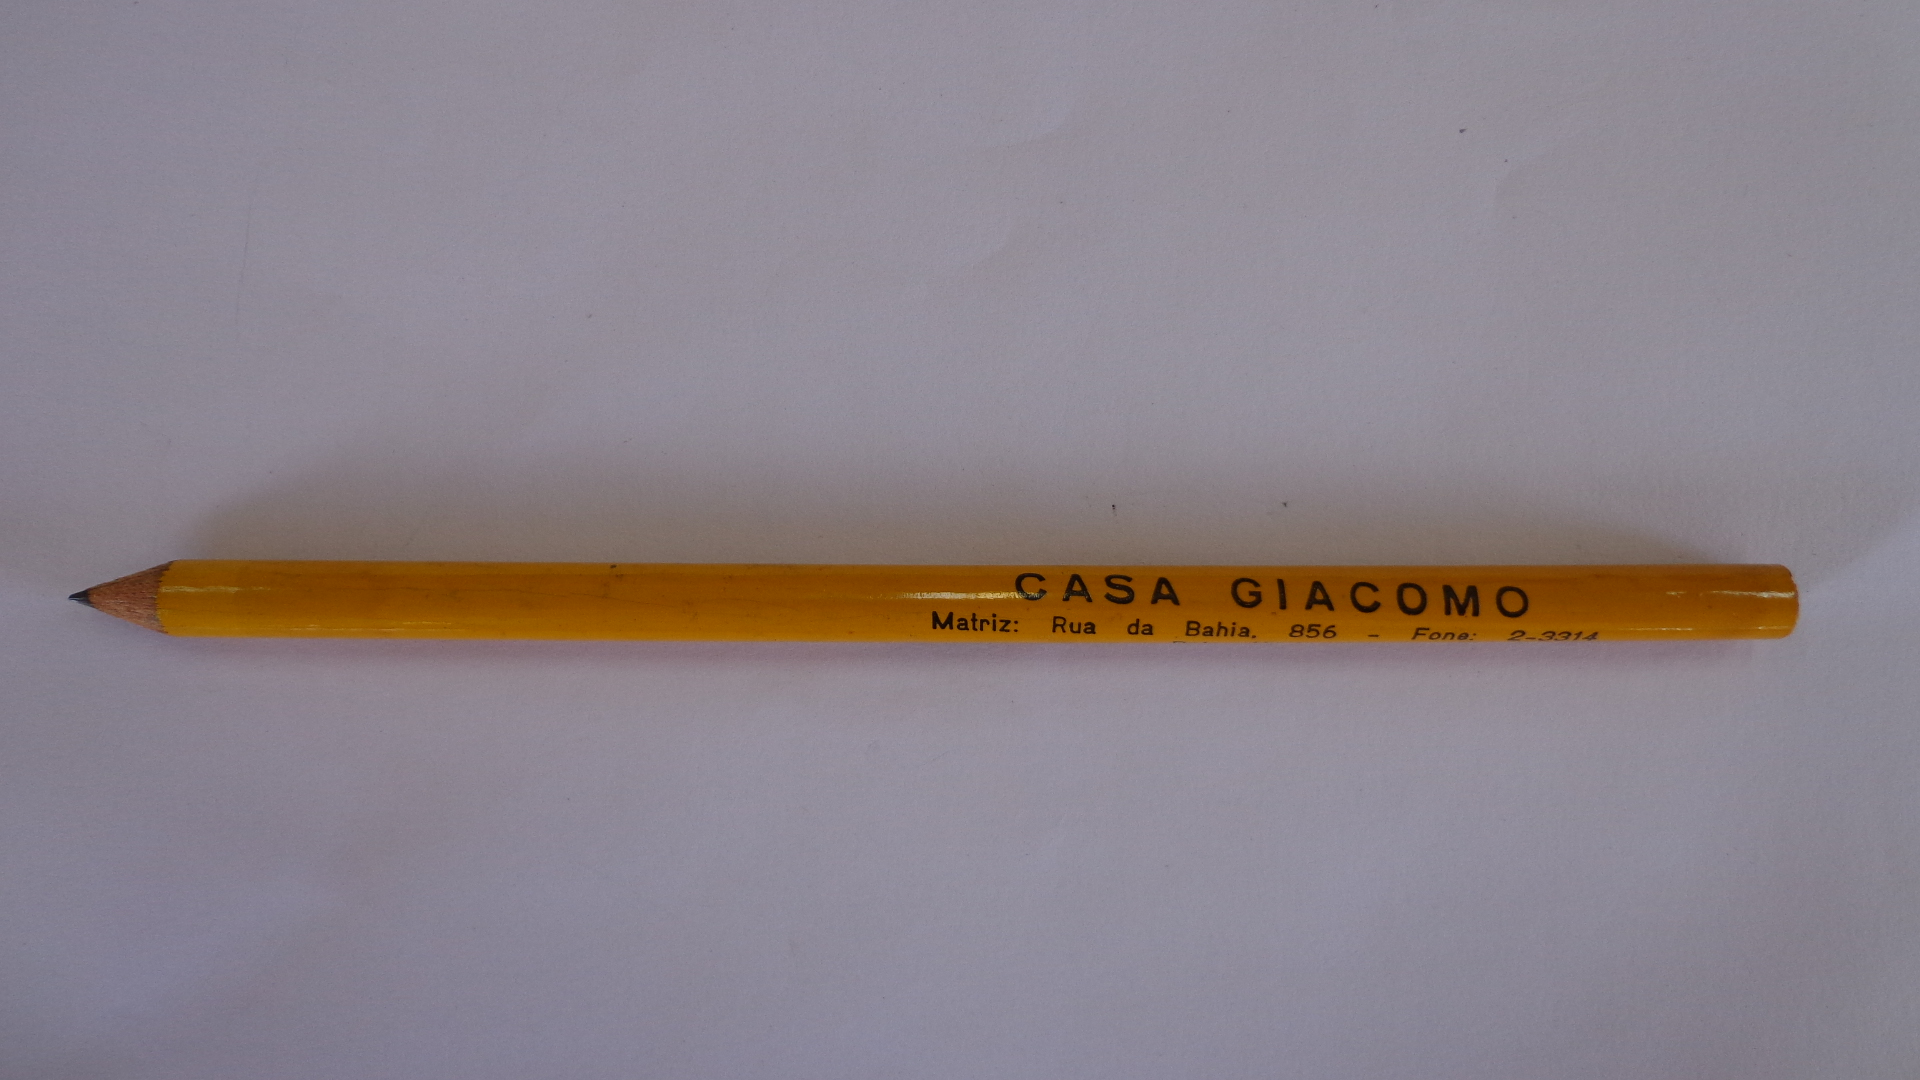 CASA GIACOMO
Matriz: Rua da Bahia, 856 - Fone: 2-3314